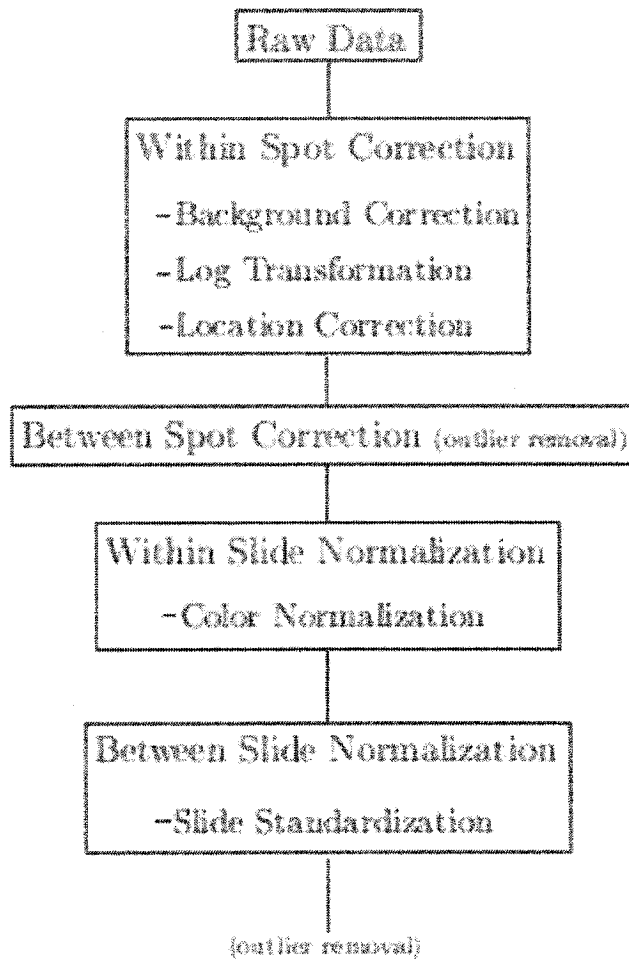 Raw Data
Within Spot Correction
-Background Correction
-Log Transformation
-Location Correction
Between Spot Correction (outlier removal)
Within Slide Normalization
-Color Normalization
Between Slide Normalization
-Slide Standardization
(outlier removal)